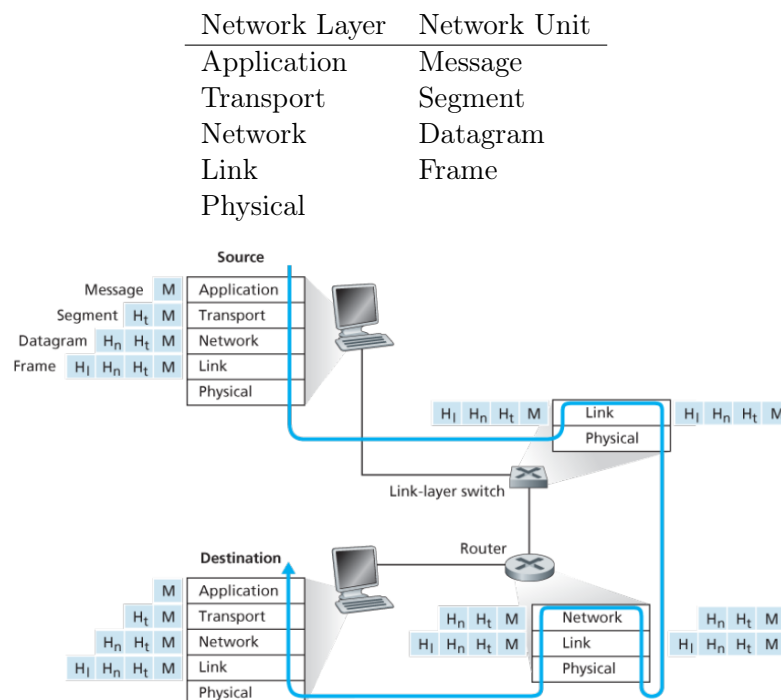 Network Layer Network Unit
Application Message
Transport Segment
Network Datagram
Link Frame
Physical
Source
Message M Application
Segment Ht M Transport
Datagram Hn Ht M Network
Frame Hl Hn Ht M Link
Physical
Hl Hn Ht M Link Hl Hn Ht M
Physical
Link-layer switch
Router
Destination
M Application
Ht M Transport
Hn Ht M Network
Hl Hn Ht M Link
Physical
Hn Ht M Network Hn Ht M
Hl Hn Ht M Link Hl Hn Ht M
Physical